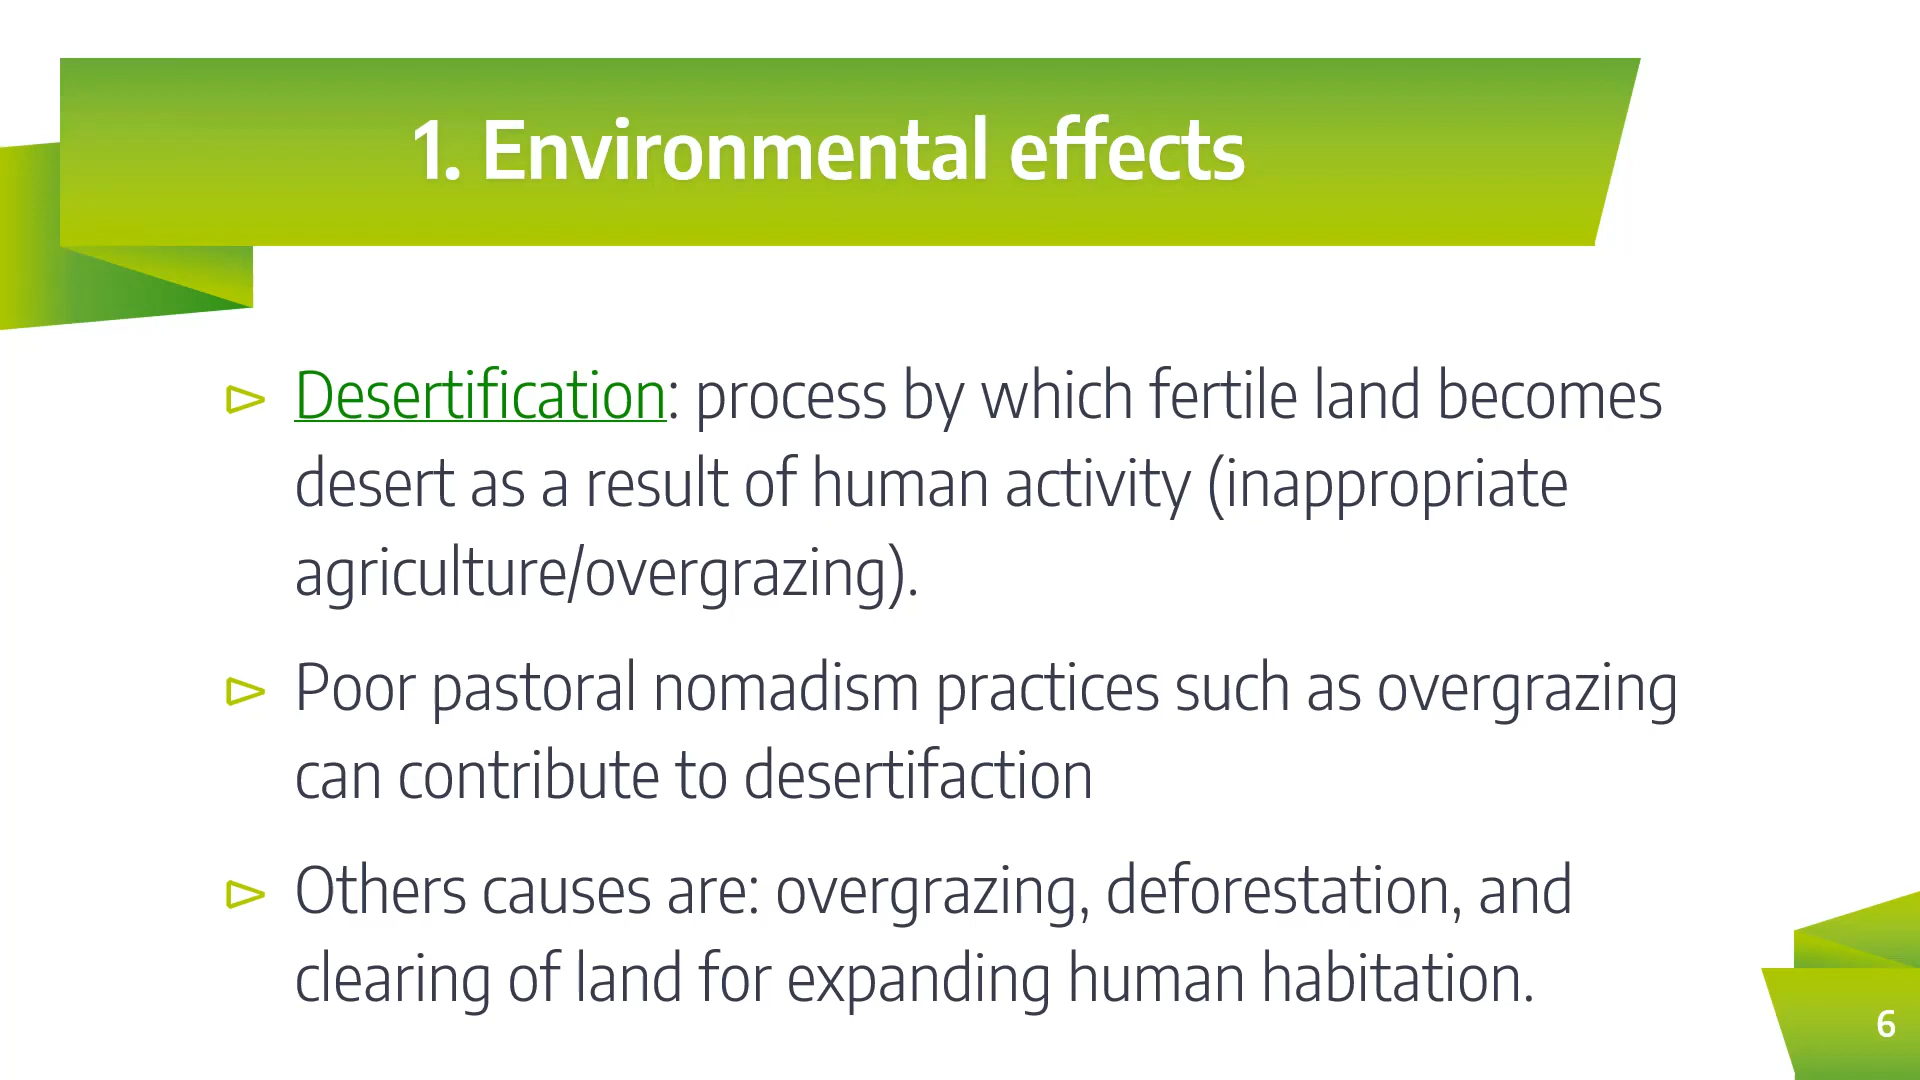 1. Environmental effects
▻ Desertification: process by which fertile land becomes
desert as a result of human activity (inappropriate
agriculture/overgrazing).
▻ Poor pastoral nomadism practices such as overgrazing
can contribute to desertifaction
▻ Others causes are: overgrazing, deforestation, and
clearing of land for expanding human habitation.
6